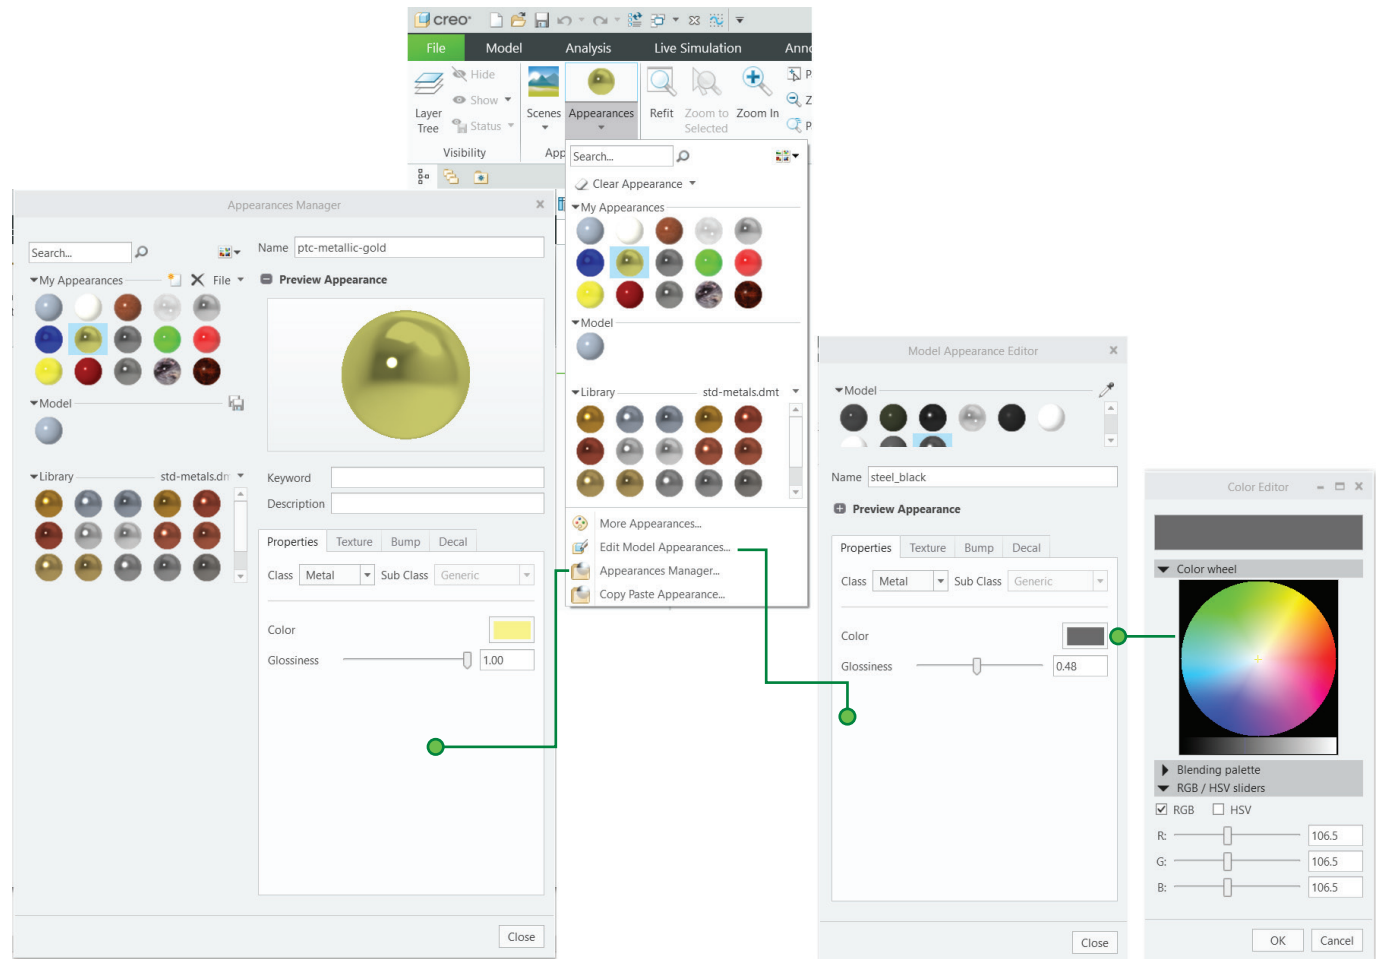 creo·
File Model Analysis Live Simulation Ann
Hide
Show
Status
Layer
Tree
Scenes
Appearances
Refit
Zoom to
Selected
Zoom In
P
Z
P
Visibility
App
Search...
Clear Appearance
My Appearances
Model
Library std-metals.dmt
More Appearances...
Edit Model Appearances...
Appearances Manager...
Copy Paste Appearance...
Appearances Manager x
Search...
My Appearances File
Model
Library std-metals.dm
Name ptc-metallic-gold
Preview Appearance
Keyword
Description
Properties Texture Bump Decal
Class Metal Sub Class Generic
Color
Glossiness 1.00
Close
Model Appearance Editor x
Model
Name steel_black
Preview Appearance
Properties Texture Bump Decal
Class Metal Sub Class Generic
Color
Glossiness 0.48
Close
Color Editor
Color wheel
Blending palette
RGB / HSV sliders
RGB HSV
R: 106.5
G: 106.5
B: 106.5
OK Cancel